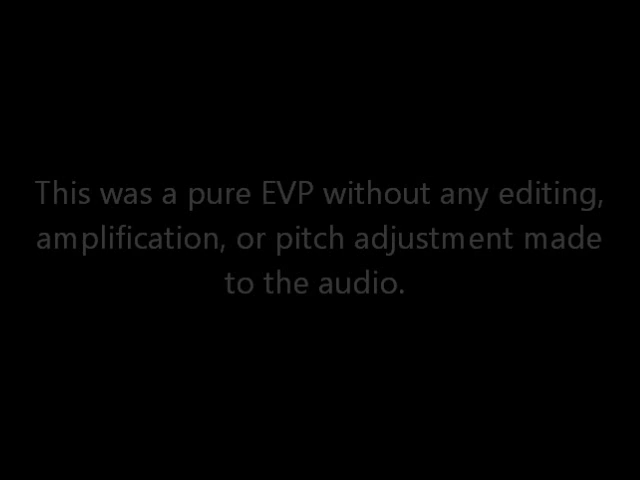 This was a pure EVP without any editing,
amplification, or pitch adjustment made
to the audio.